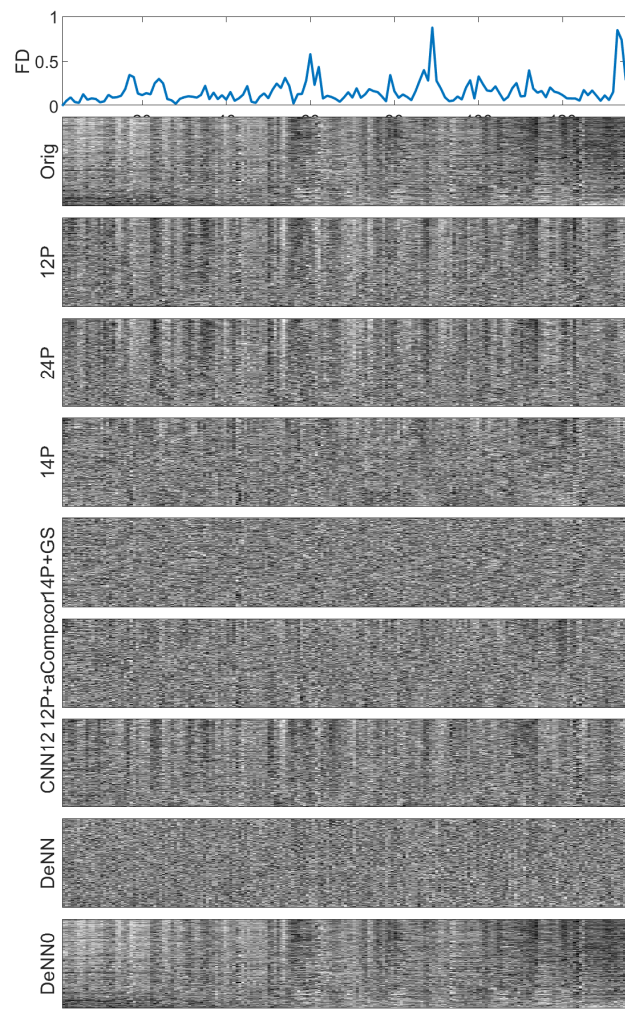 1
0.5
0
FD
Orig
12P
24P
14P
14P+GS
12P+aCompcor
CNN12
DeNN
DeNN0